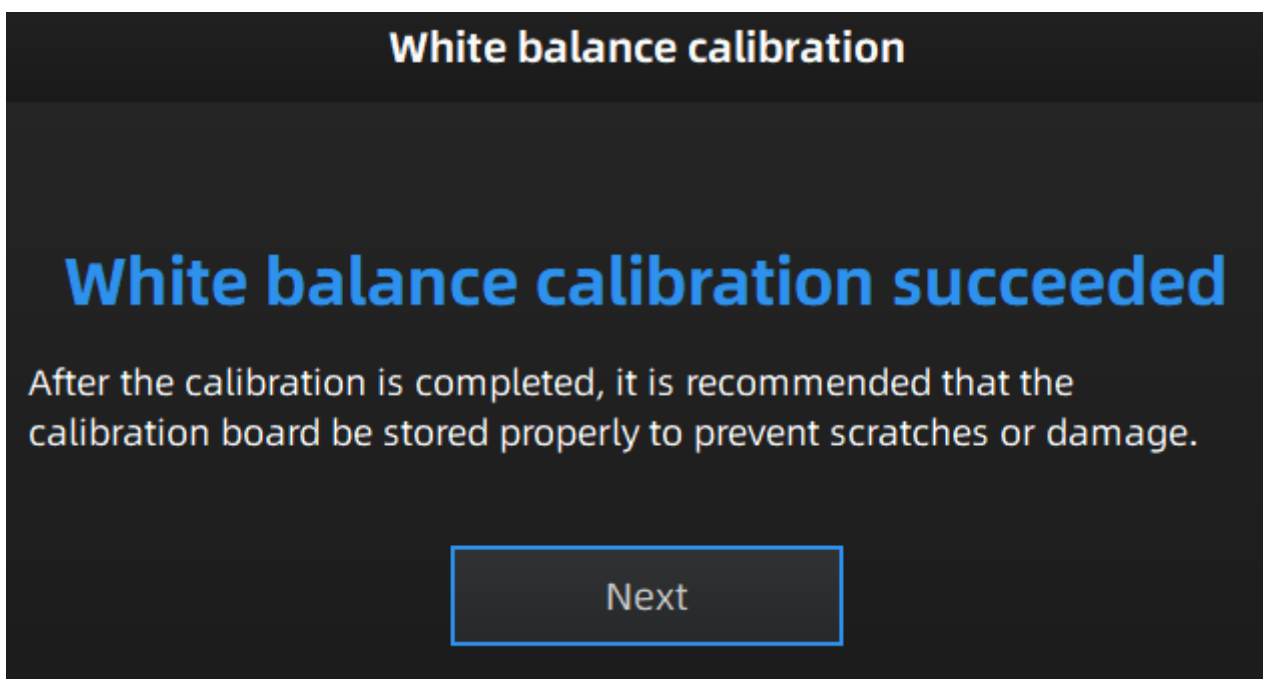 White balance calibration
White balance calibration succeeded
After the calibration is completed, it is recommended that the
calibration board be stored properly to prevent scratches or damage.
Next